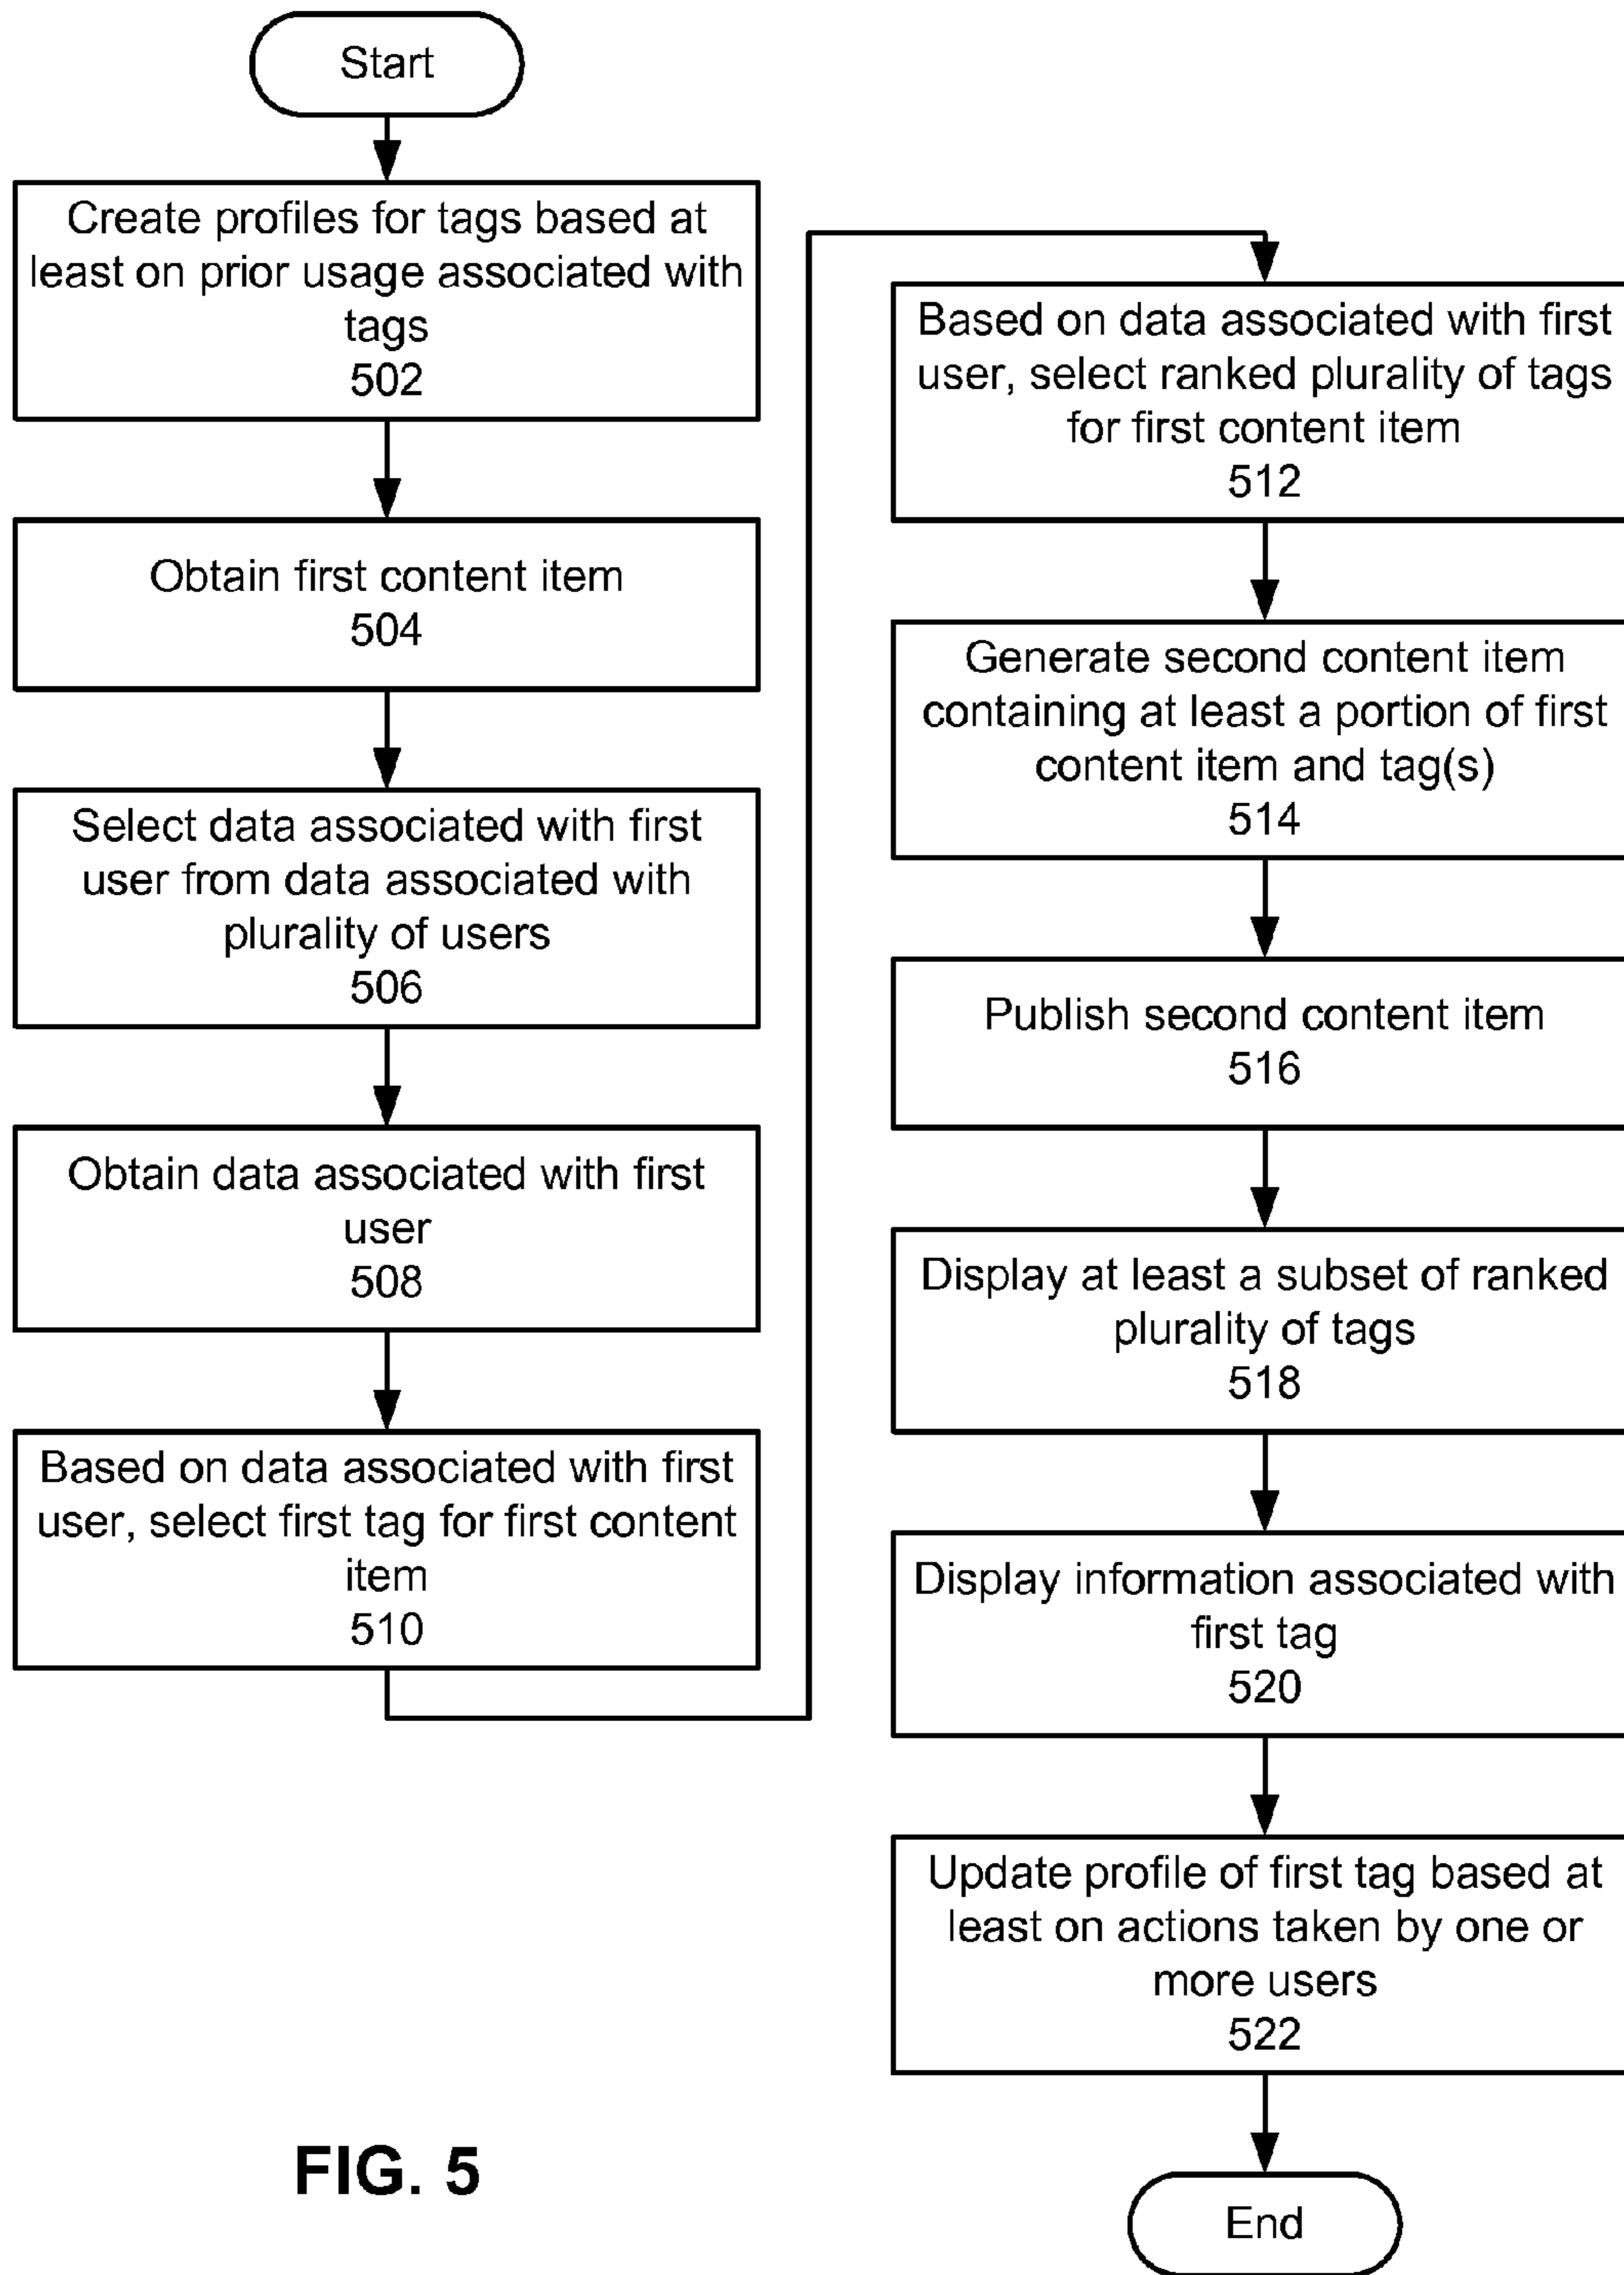 Start
Create profiles for tags based at
least on prior usage associated with
tags
502
Obtain first content item
504
Select data associated with first
user from data associated with
plurality of users
506
Obtain data associated with first
user
508
Based on data associated with first
user, select first tag for first content
item
510
Based on data associated with first
user, select ranked plurality of tags
for first content item
512
Generate second content item
containing at least a portion of first
content item and tag(s)
514
Publish second content item
516
Display at least a subset of ranked
plurality of tags
518
Display information associated with
first tag
520
Update profile of first tag based at
least on actions taken by one or
more users
522
End
FIG. 5